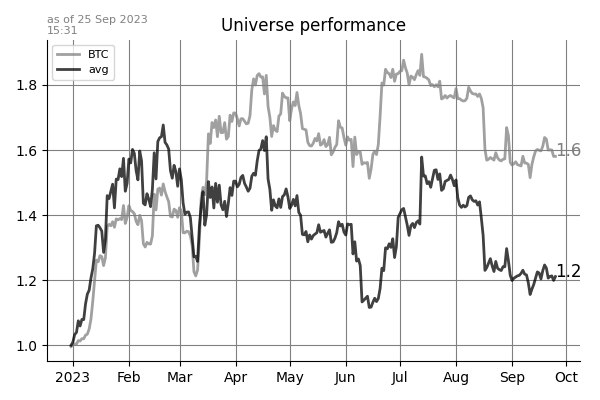 as of 25 Sep 2023
15:31
Universe performance
BTC
avg
1.8
1.6
1.4
1.2
1.0
1.6
1.2
2023 Feb Mar Apr May Jun Jul Aug Sep Oct